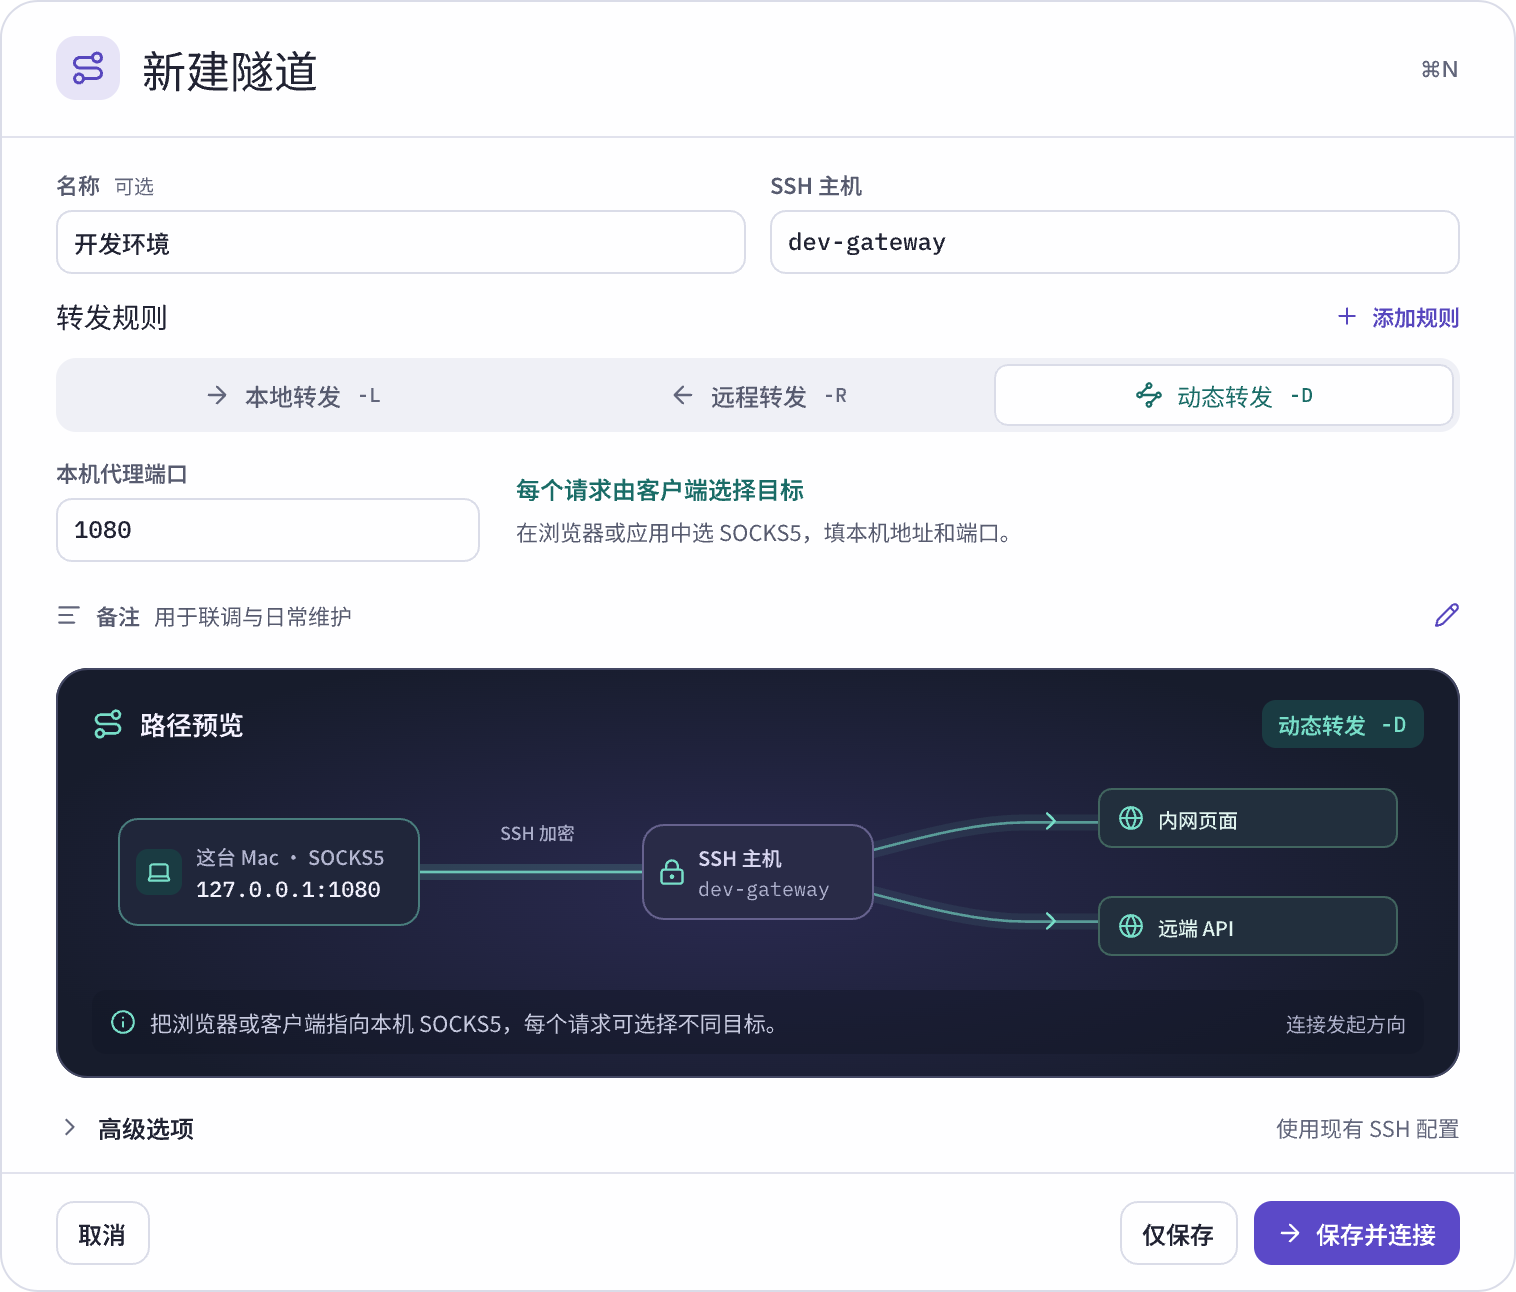 新建隧道
⌘N
名称 可选
SSH 主机
开发环境
dev-gateway
转发规则
+ 添加规则
→ 本地转发 -L
← 远程转发 -R
动态转发 -D
本机代理端口
1080
每个请求由客户端选择目标
在浏览器或应用中选 SOCKS5，填本机地址和端口。
备注 用于联调与日常维护
路径预览
动态转发 -D
这台 Mac · SOCKS5
127.0.0.1:1080
SSH 加密
SSH 主机
dev-gateway
内网页面
远端 API
把浏览器或客户端指向本机 SOCKS5，每个请求可选择不同目标。
连接发起方向
高级选项
使用现有 SSH 配置
取消
仅保存
→ 保存并连接